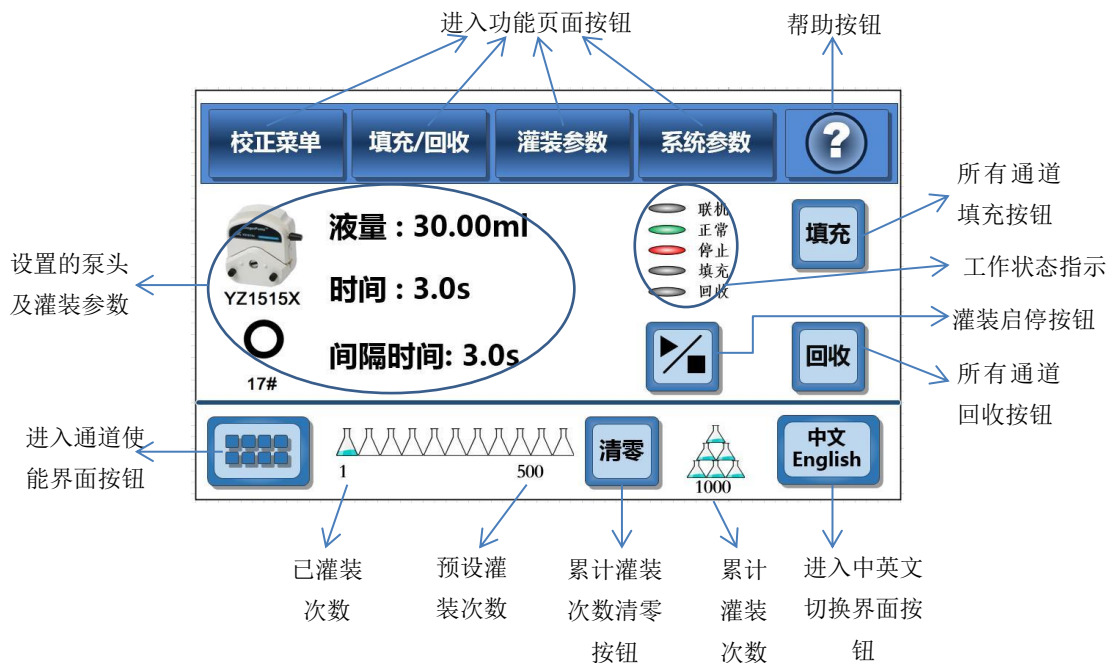 进入功能页面按钮
帮助按钮
校正菜单
填充/回收
灌装参数
系统参数
?
所有通道
填充按钮
设置的泵头
及灌装参数
YZ1515X
17#
液量：30.00ml
时间：3.0s
间隔时间: 3.0s
联机
正常
停止
填充
回收
填充
工作状态指示
灌装启停按钮
回收
所有通道
回收按钮
进入通道使
能界面按钮
1
500
清零
1000
中文
English
已灌装
次数
预设灌
装次数
累计灌装
次数清零
按钮
累计
灌装
次数
进入中英文
切换界面按
钮